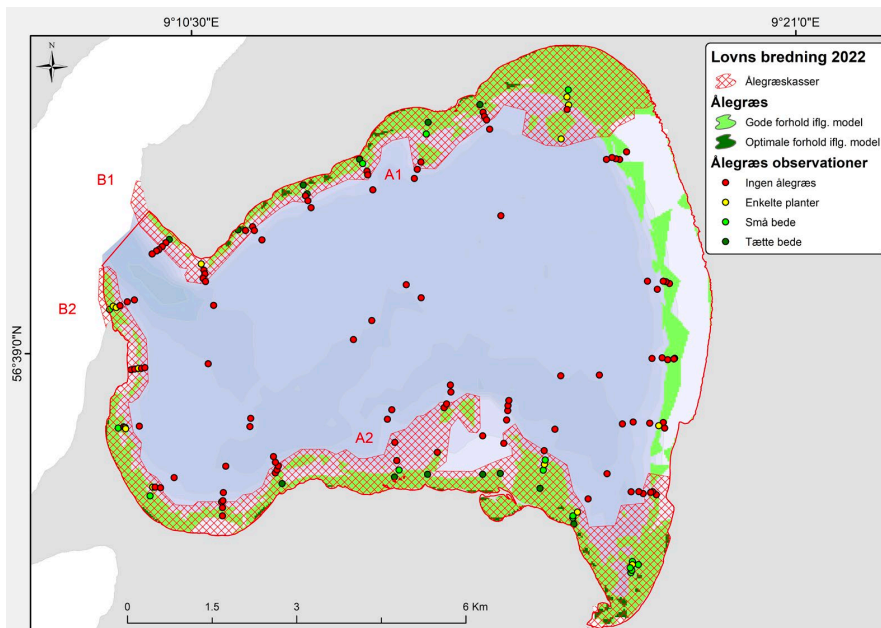 9°10'30"E
9°21'0"E
N
Lovns bredning 2022
Ålegræskasser
Ålegræs
Gode forhold iflg. model
Optimale forhold iflg. model
Ålegræs observationer
Ingen ålegræs
Enkelte planter
Små bede
Tætte bede
B1
A1
B2
56°39'0"N
A2
0 1.5 3 6 Km